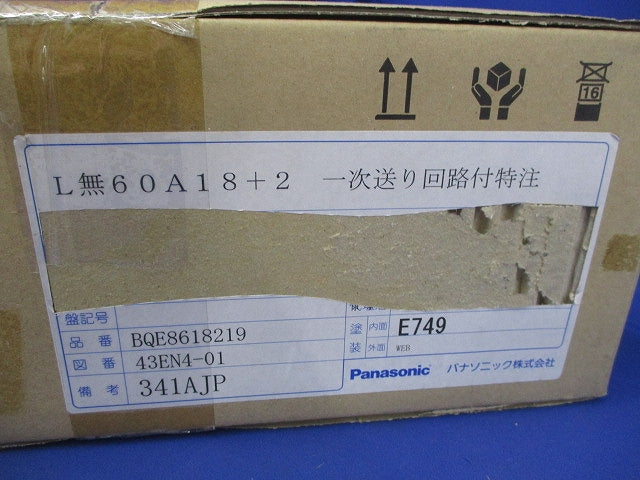 16
L無60A18+2 一次送り回路付特注
盤記号
品番 BQE8618219
図番 43EN4-01
備考 341AJP
塗装 内面 E749
外面 WEB
Panasonic パナソニック株式会社